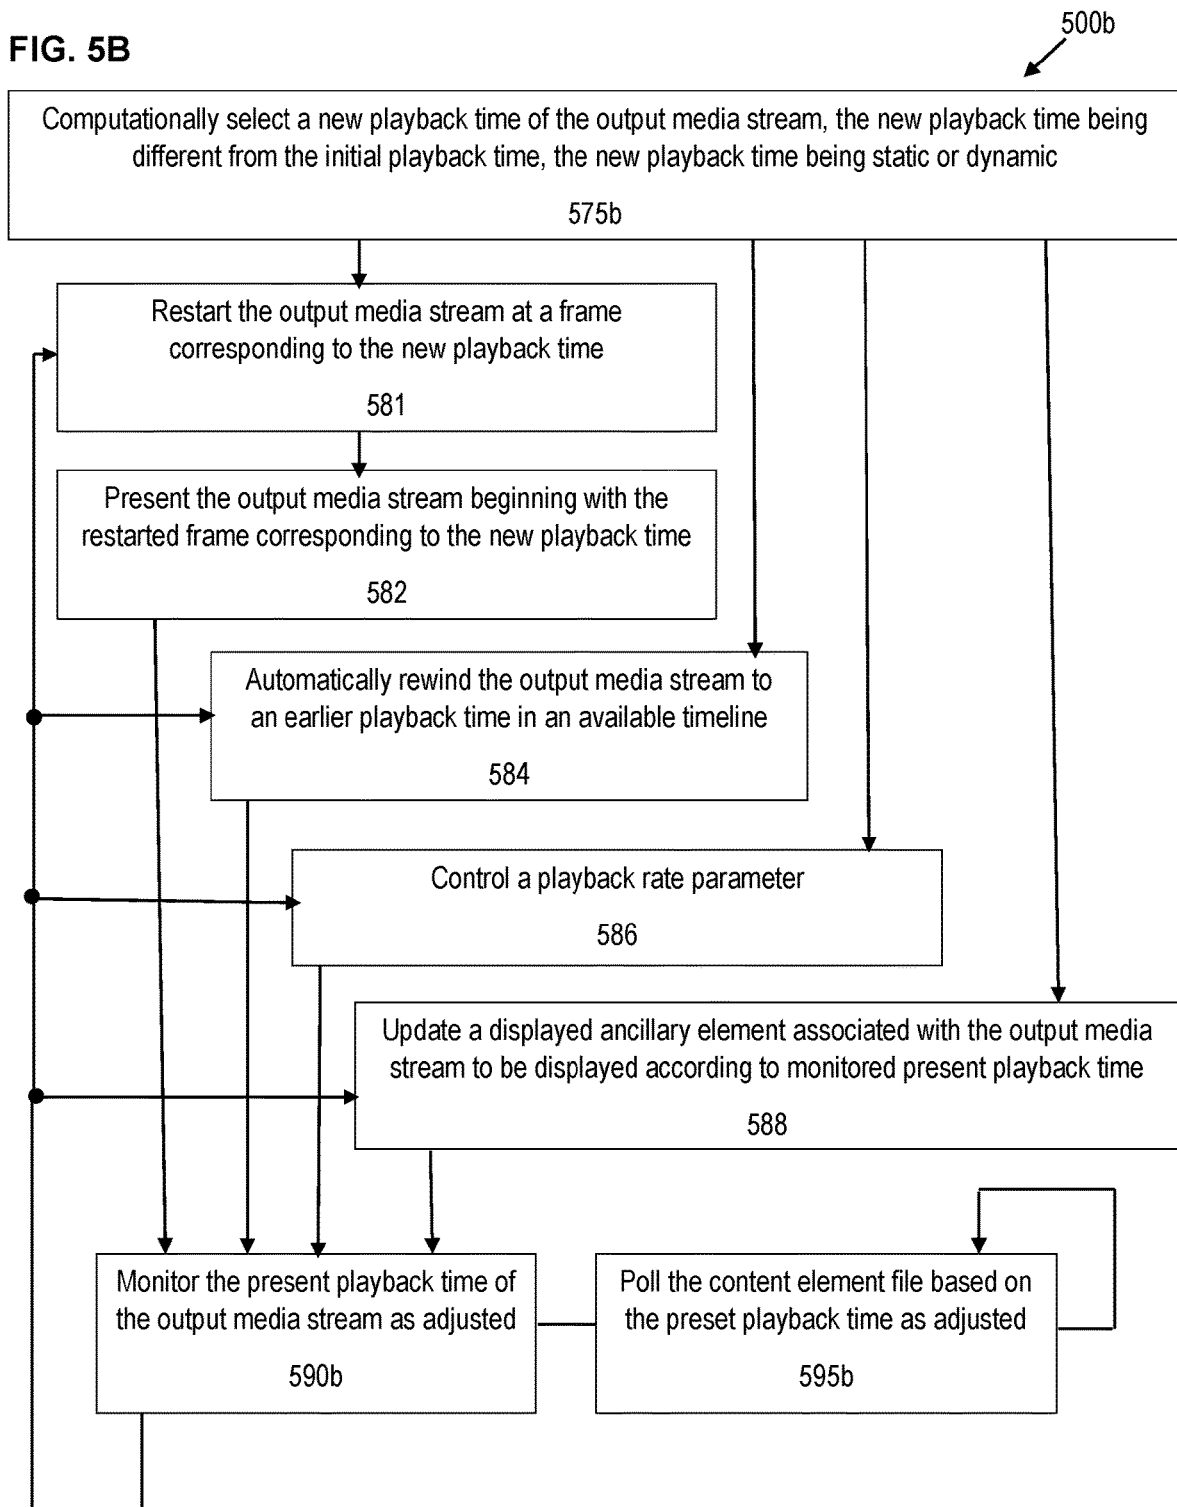 500b
FIG. 5B
Computationally select a new playback time of the output media stream, the new playback time being
different from the initial playback time, the new playback time being static or dynamic
575b
Restart the output media stream at a frame
corresponding to the new playback time
581
Present the output media stream beginning with the
restarted frame corresponding to the new playback time
582
Automatically rewind the output media stream to
an earlier playback time in an available timeline
584
Control a playback rate parameter
586
Update a displayed ancillary element associated with the output media
stream to be displayed according to monitored present playback time
588
Monitor the present playback time of
the output media stream as adjusted
590b
Poll the content element file based on
the preset playback time as adjusted
595b